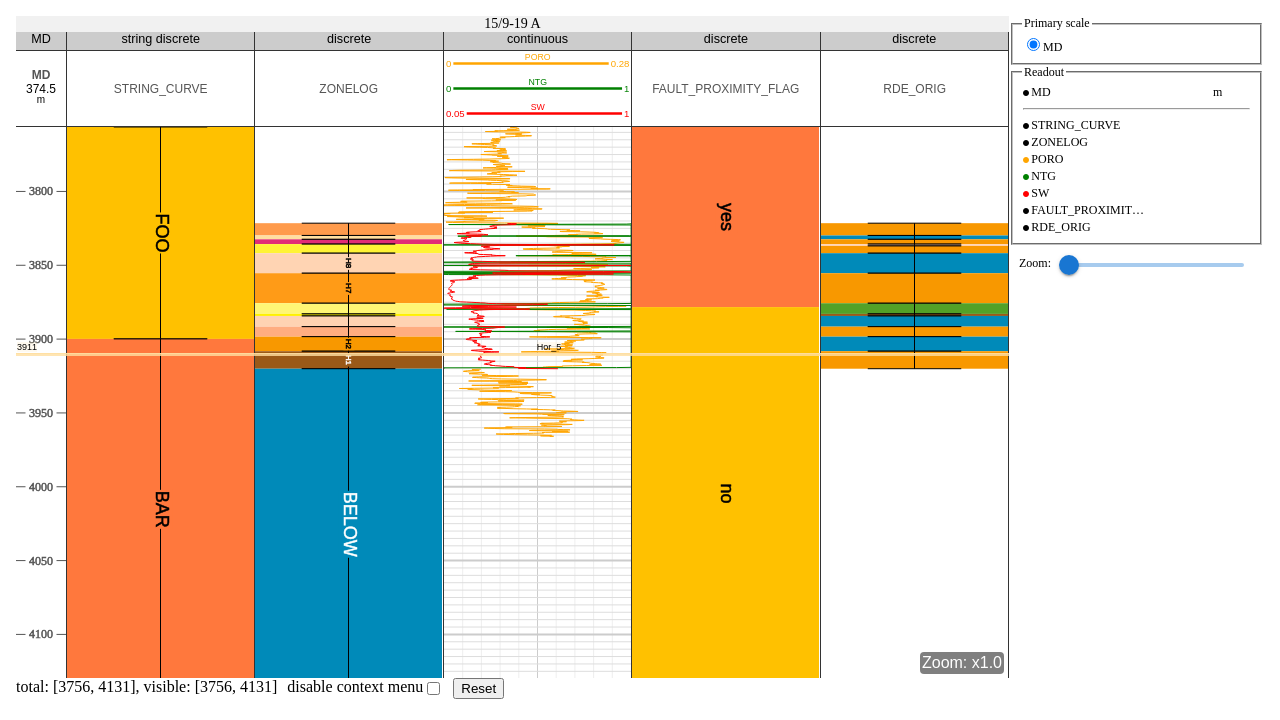 15/9-19 A
MD string discrete discrete continuous discrete discrete
MD
374.5
m
STRING_CURVE ZONELOG FAULT_PROXIMITY_FLAG RDE_ORIG
PORO
0 0.28
NTG
0 1
SW
0.05 1
3800
3850
3900
3911
3950
4000
4050
4100
FOO
BAR
H8
H7
H2
H1
BELOW
Hor_5
yes
no
Zoom: x1.0
Primary scale
MD
Readout
MD m
STRING_CURVE
ZONELOG
PORO
NTG
SW
FAULT_PROXIMIT…
RDE_ORIG
Zoom:
total: [3756, 4131], visible: [3756, 4131] disable context menu Reset